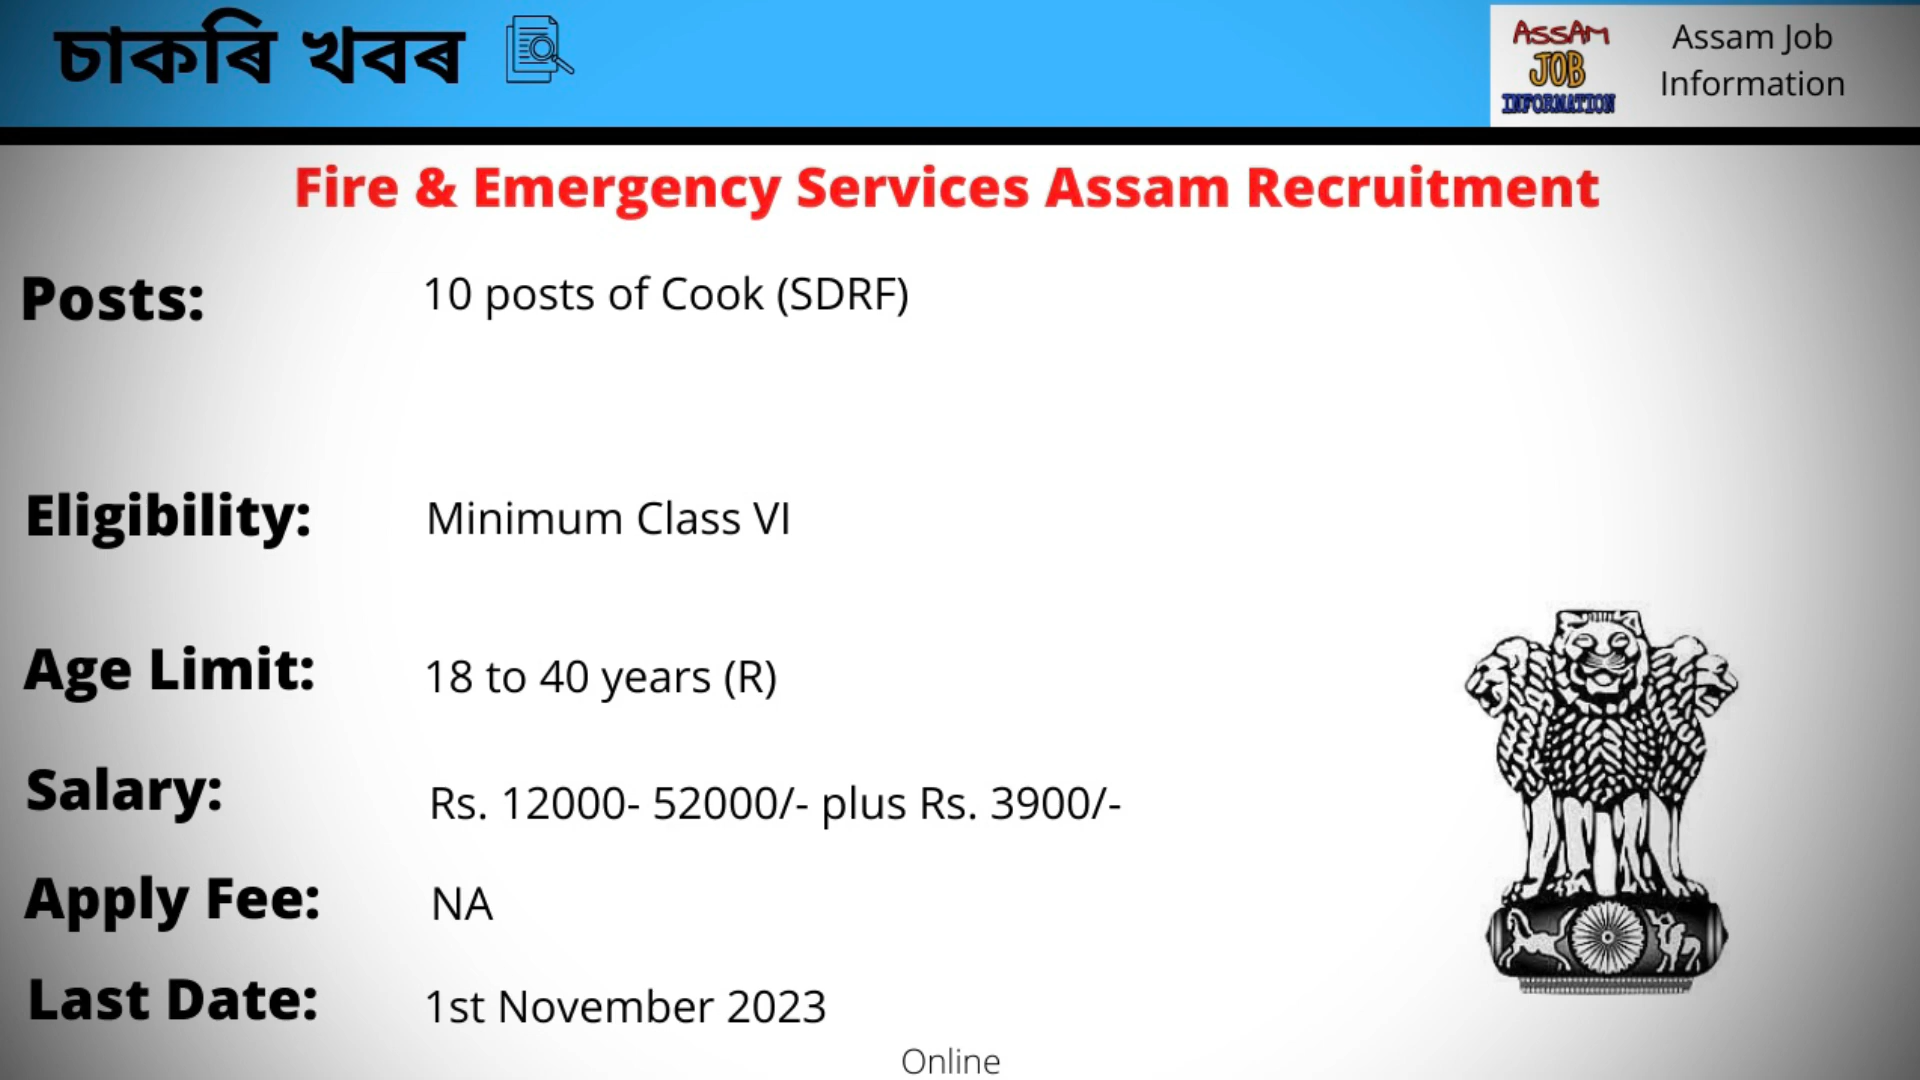 চাকৰি খবৰ
ASSAM
JOB
INFORMATION
Assam Job
Information
Fire & Emergency Services Assam Recruitment
Posts: 10 posts of Cook (SDRF)
Eligibility: Minimum Class VI
Age Limit: 18 to 40 years (R)
Salary: Rs. 12000- 52000/- plus Rs. 3900/-
Apply Fee: NA
Last Date: 1st November 2023
Online